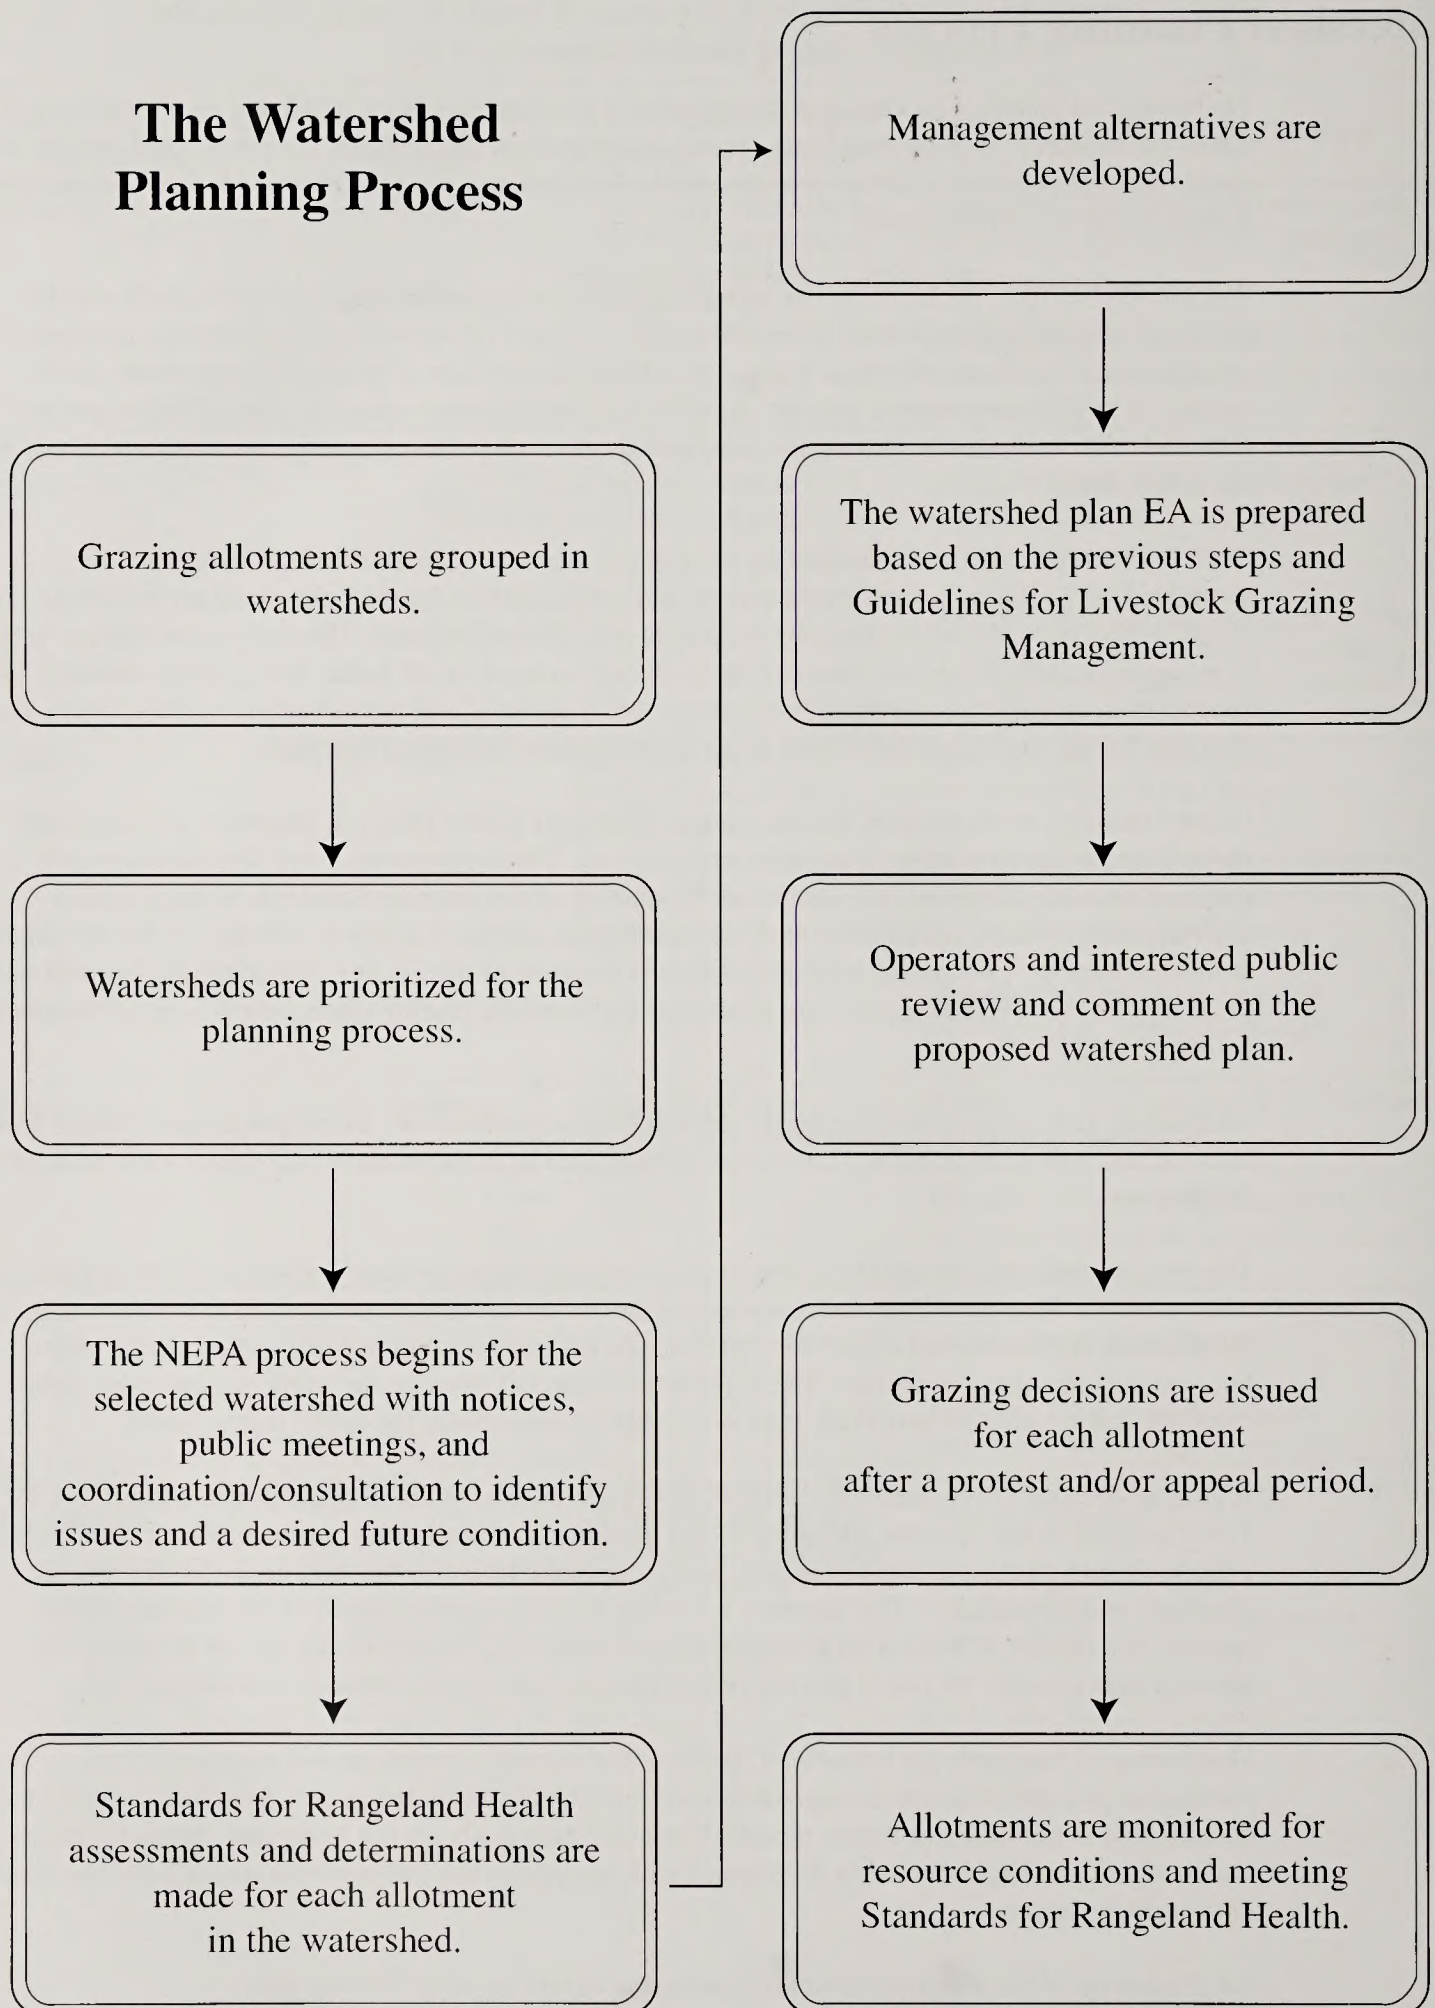 The Watershed
Planning Process
Grazing allotments are grouped in
watersheds.
Watersheds are prioritized for the
planning process.
The NEPA process begins for the
selected watershed with notices,
public meetings, and
coordination/consultation to identify
issues and a desired future condition.
Standards for Rangeland Health
assessments and determinations are
made for each allotment
in the watershed.
Management alternatives are
developed.
The watershed plan EA is prepared
based on the previous steps and
Guidelines for Livestock Grazing
Management.
Operators and interested public
review and comment on the
proposed watershed plan.
Grazing decisions are issued
for each allotment
after a protest and/or appeal period.
Allotments are monitored for
resource conditions and meeting
Standards for Rangeland Health.